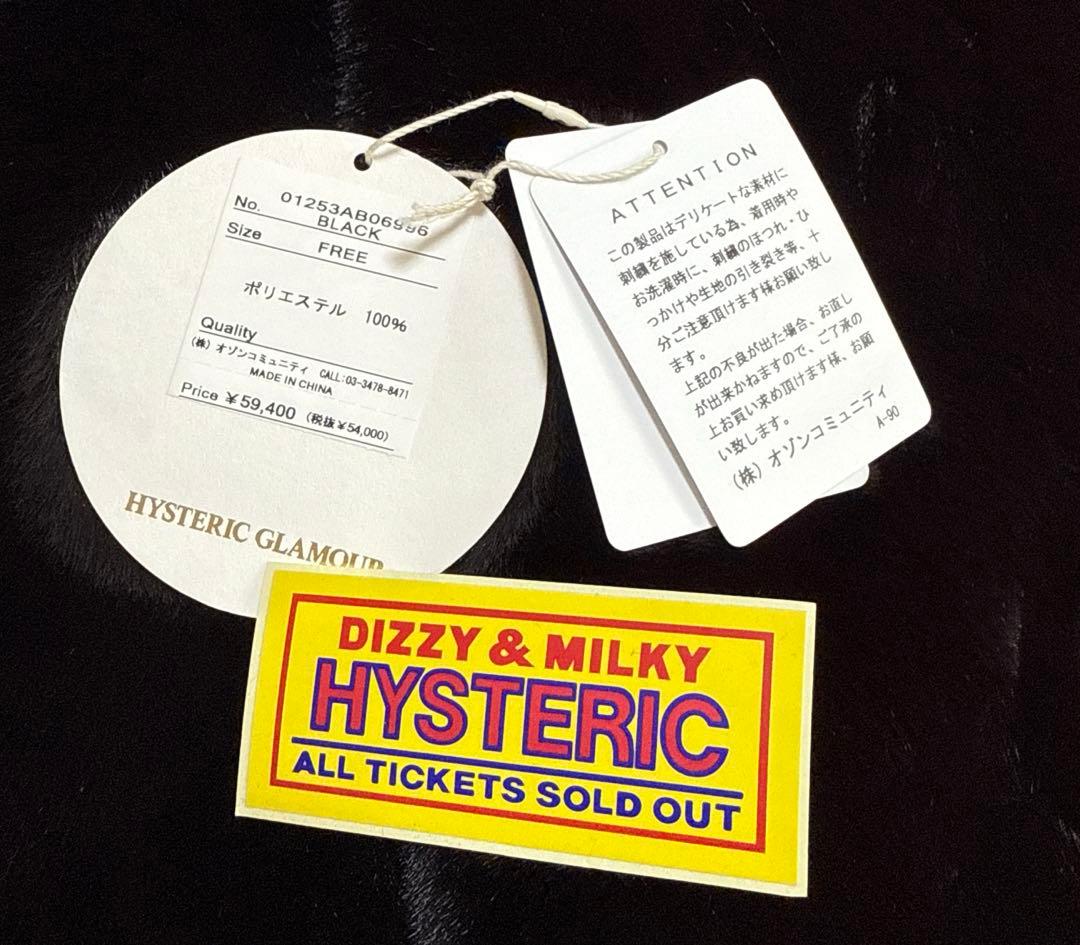 No. 01253AB06996
BLACK
Size FREE
ポリエステル 100%
Quality
(株) オゾンコミュニティ CALL:03-3478-8471
MADE IN CHINA
Price ¥59,400 (税抜¥54,000)
HYSTERIC GLAMOUR
ATTENTION
この製品はデリケートな素材に
刺繍を施している為、着用時や
お洗濯時に、刺繍のほつれ・ひ
っかけや生地の引き裂き等、十
分ご注意頂けます様お願い致し
ます。
上記の不良が出た場合、お直し
が出来かねますので、ご了承の
上お買い求め頂けます様、お願
い致します。
(株) オゾンコミュニティ
A-90
DIZZY & MILKY
HYSTERIC
ALL TICKETS SOLD OUT